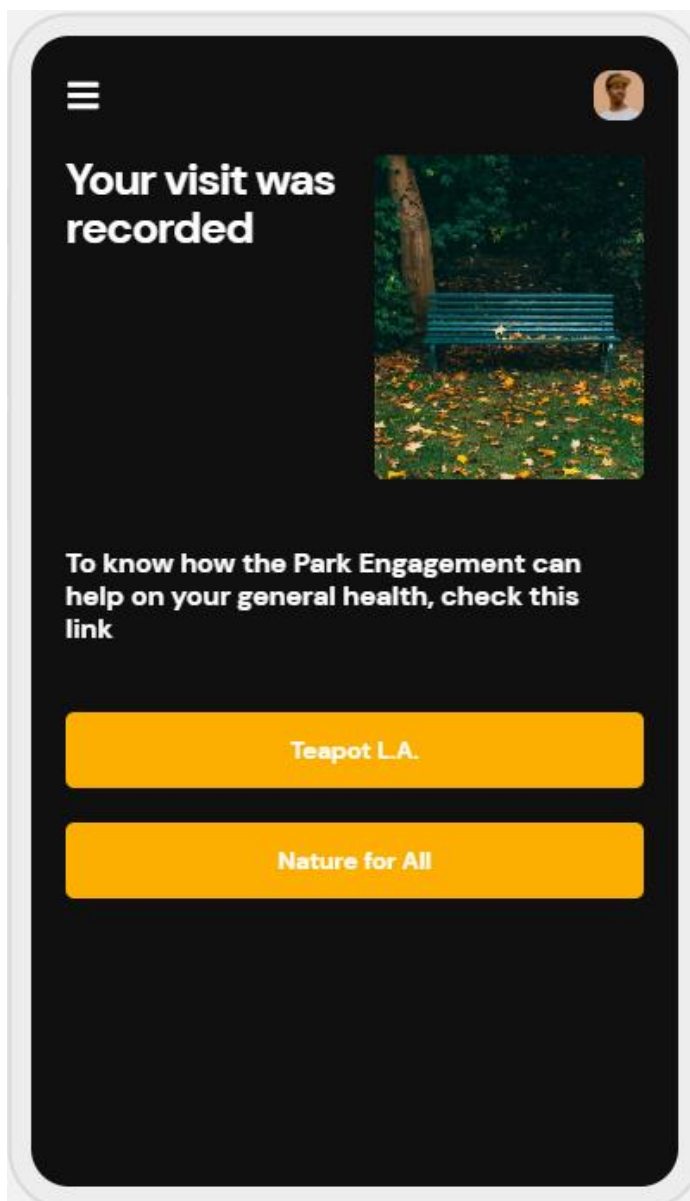 Your visit was
recorded
To know how the Park Engagement can
help on your general health, check this
link
Teapot L.A.
Nature for All